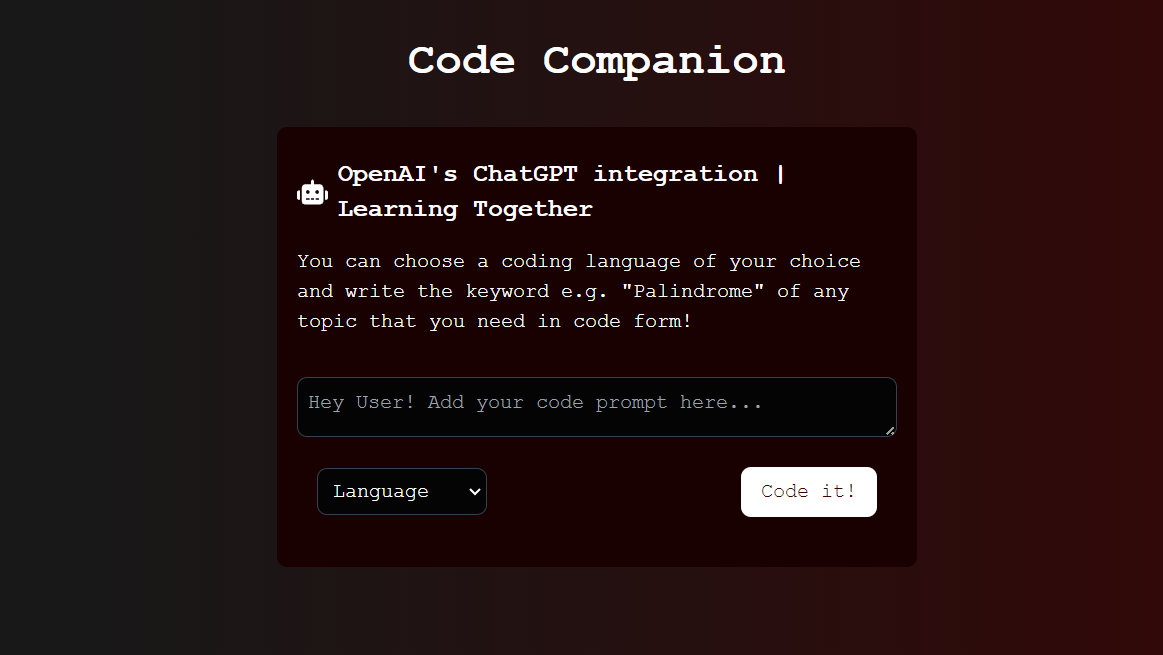 Code Companion
OpenAI's ChatGPT integration |
Learning Together
You can choose a coding language of your choice
and write the keyword e.g. "Palindrome" of any
topic that you need in code form!
Hey User! Add your code prompt here...
Language
Code it!